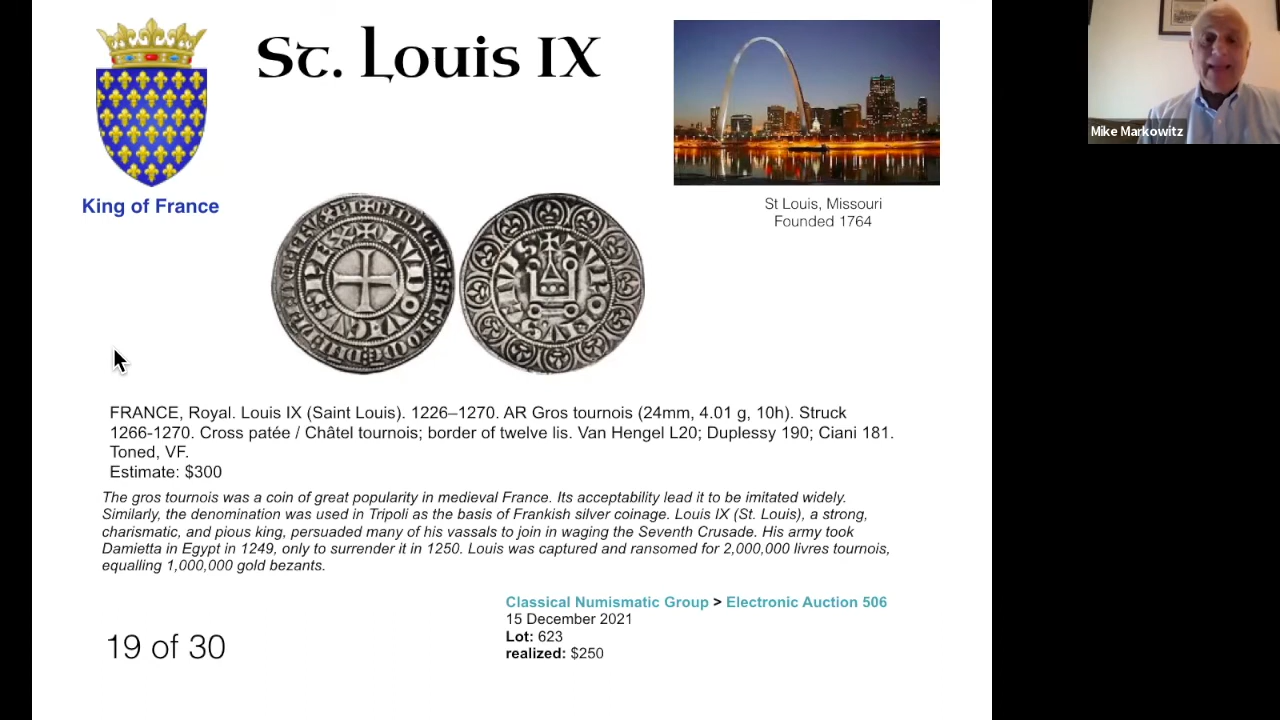 St. Louis IX
King of France
St Louis, Missouri
Founded 1764
Mike Markowitz
FRANCE, Royal. Louis IX (Saint Louis). 1226–1270. AR Gros tournois (24mm, 4.01 g, 10h). Struck
1266-1270. Cross patée / Châtel tournois; border of twelve lis. Van Hengel L20; Duplessy 190; Ciani 181.
Toned, VF.
Estimate: $300
The gros tournois was a coin of great popularity in medieval France. Its acceptability lead it to be imitated widely.
Similarly, the denomination was used in Tripoli as the basis of Frankish silver coinage. Louis IX (St. Louis), a strong,
charismatic, and pious king, persuaded many of his vassals to join in waging the Seventh Crusade. His army took
Damietta in Egypt in 1249, only to surrender it in 1250. Louis was captured and ransomed for 2,000,000 livres tournois,
equalling 1,000,000 gold bezants.
Classical Numismatic Group > Electronic Auction 506
15 December 2021
Lot: 623
realized: $250
19 of 30